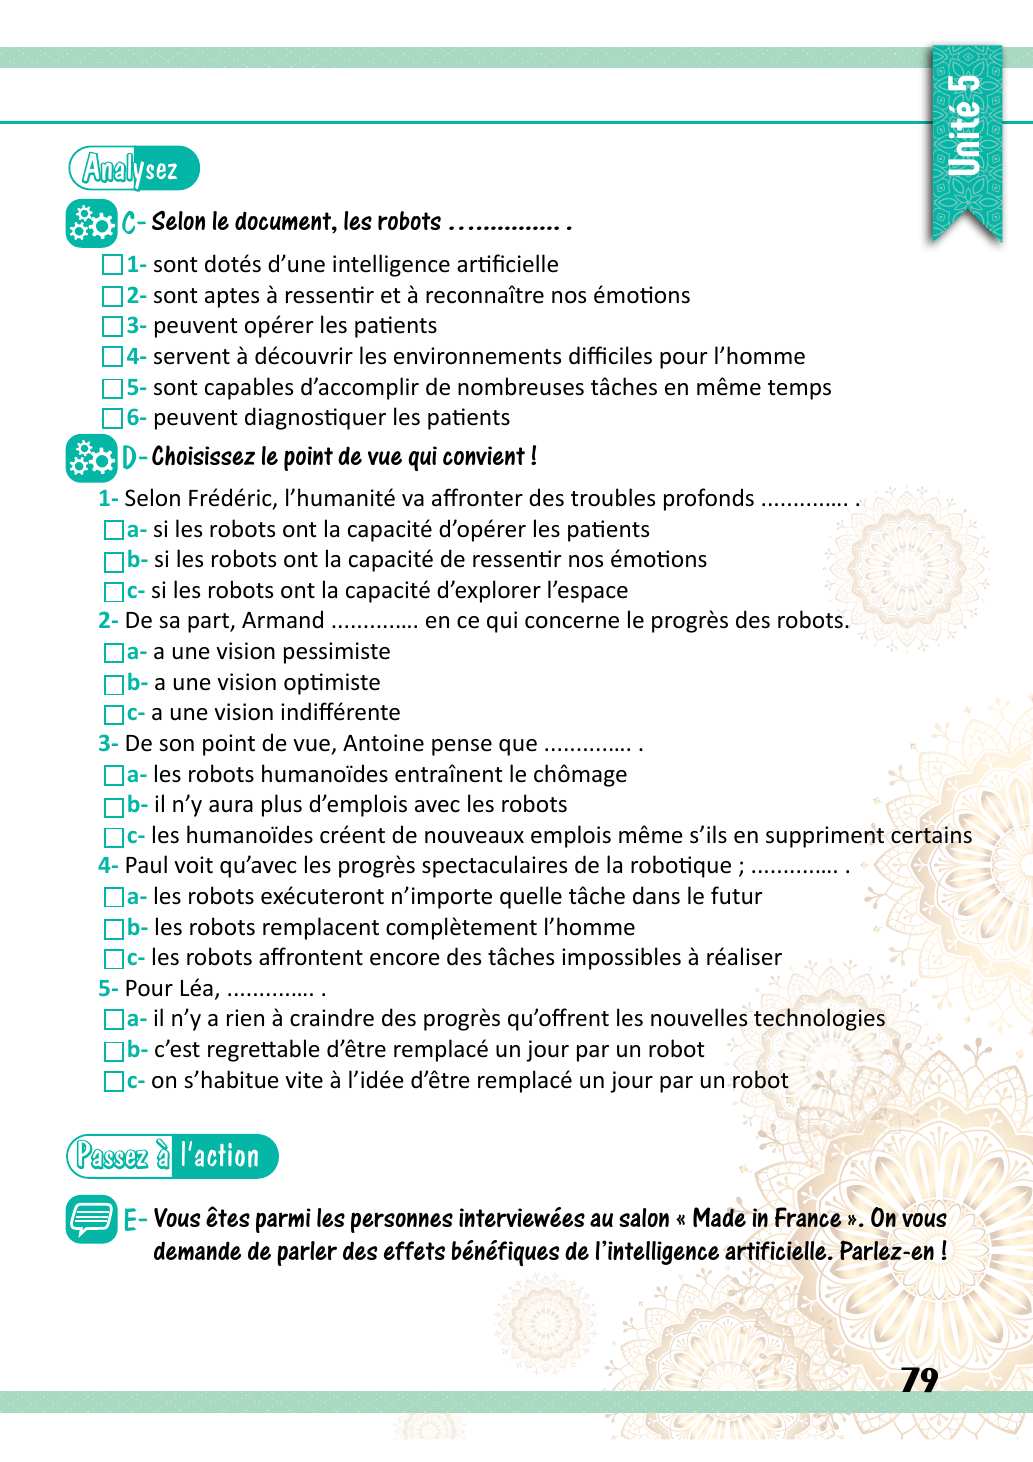 Unité 5
Analysez
C- Selon le document, les robots ............... .
1- sont dotés d’une intelligence artificielle
2- sont aptes à ressentir et à reconnaître nos émotions
3- peuvent opérer les patients
4- servent à découvrir les environnements difficiles pour l’homme
5- sont capables d’accomplir de nombreuses tâches en même temps
6- peuvent diagnostiquer les patients
D- Choisissez le point de vue qui convient !
1- Selon Frédéric, l’humanité va affronter des troubles profonds .............. .
a- si les robots ont la capacité d’opérer les patients
b- si les robots ont la capacité de ressentir nos émotions
c- si les robots ont la capacité d’explorer l’espace
2- De sa part, Armand .............. en ce qui concerne le progrès des robots.
a- a une vision pessimiste
b- a une vision optimiste
c- a une vision indifférente
3- De son point de vue, Antoine pense que .............. .
a- les robots humanoïdes entraînent le chômage
b- il n’y aura plus d’emplois avec les robots
c- les humanoïdes créent de nouveaux emplois même s’ils en suppriment certains
4- Paul voit qu’avec les progrès spectaculaires de la robotique ; .............. .
a- les robots exécuteront n’importe quelle tâche dans le futur
b- les robots remplacent complètement l’homme
c- les robots affrontent encore des tâches impossibles à réaliser
5- Pour Léa, .............. .
a- il n’y a rien à craindre des progrès qu’offrent les nouvelles technologies
b- c’est regrettable d’être remplacé un jour par un robot
c- on s’habitue vite à l’idée d’être remplacé un jour par un robot
Passez à l’action
E- Vous êtes parmi les personnes interviewées au salon « Made in France ». On vous
demande de parler des effets bénéfiques de l’intelligence artificielle. Parlez-en !
79